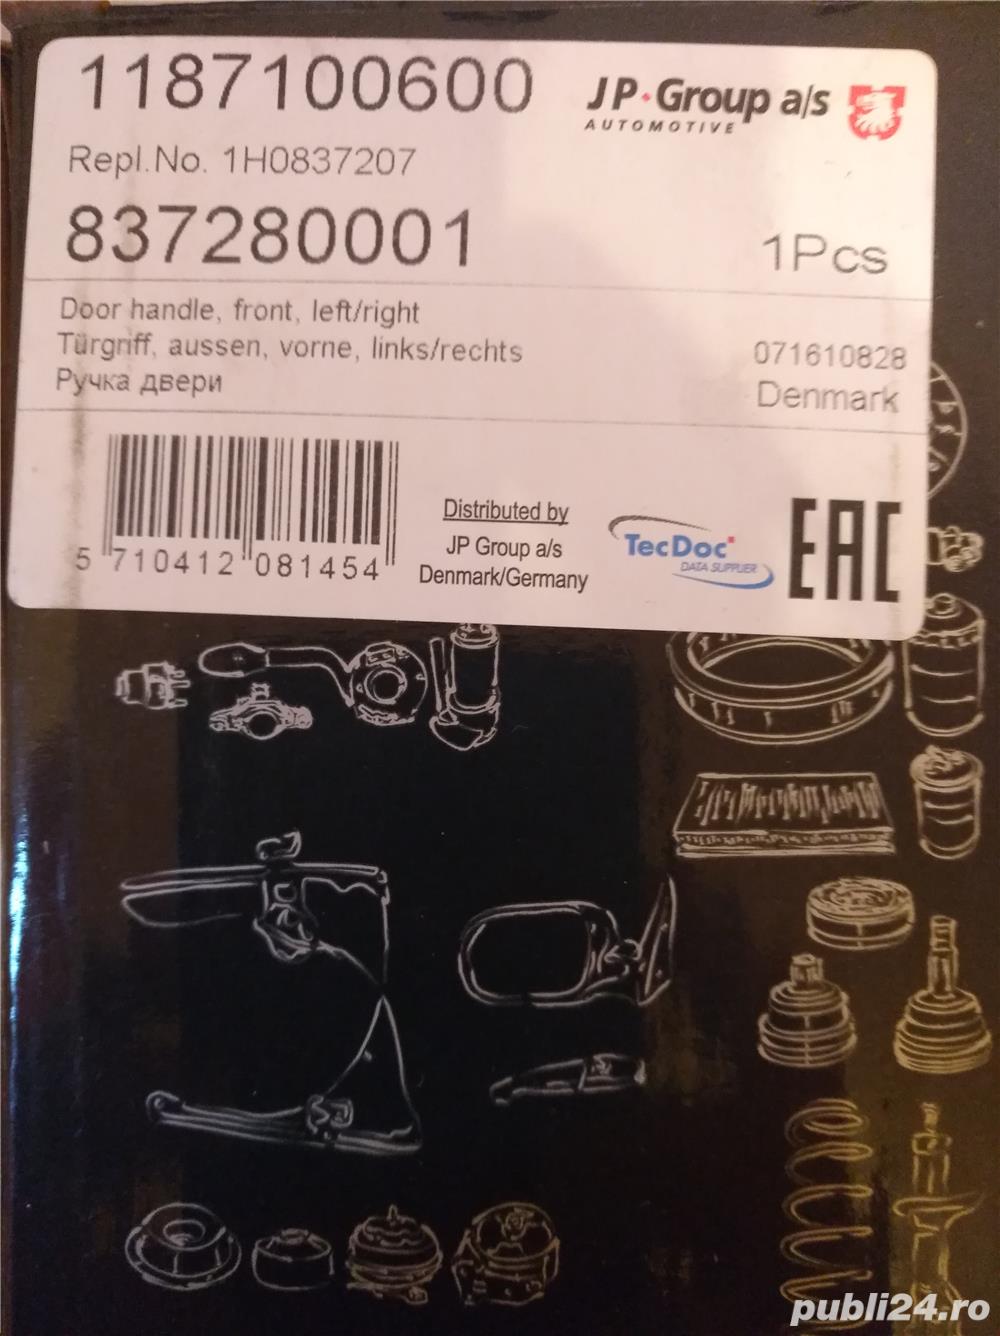 1187100600
JP·Group a/s
AUTOMOTIVE
Repl.No. 1H0837207
837280001
1Pcs
Door handle, front, left/right
Türgriff, aussen, vorne, links/rechts
071610828
Ручка двери
Denmark
5 710412 081454
Distributed by
JP Group a/s
Denmark/Germany
TecDoc
DATA SUPPLIER
EAC
publi24.ro